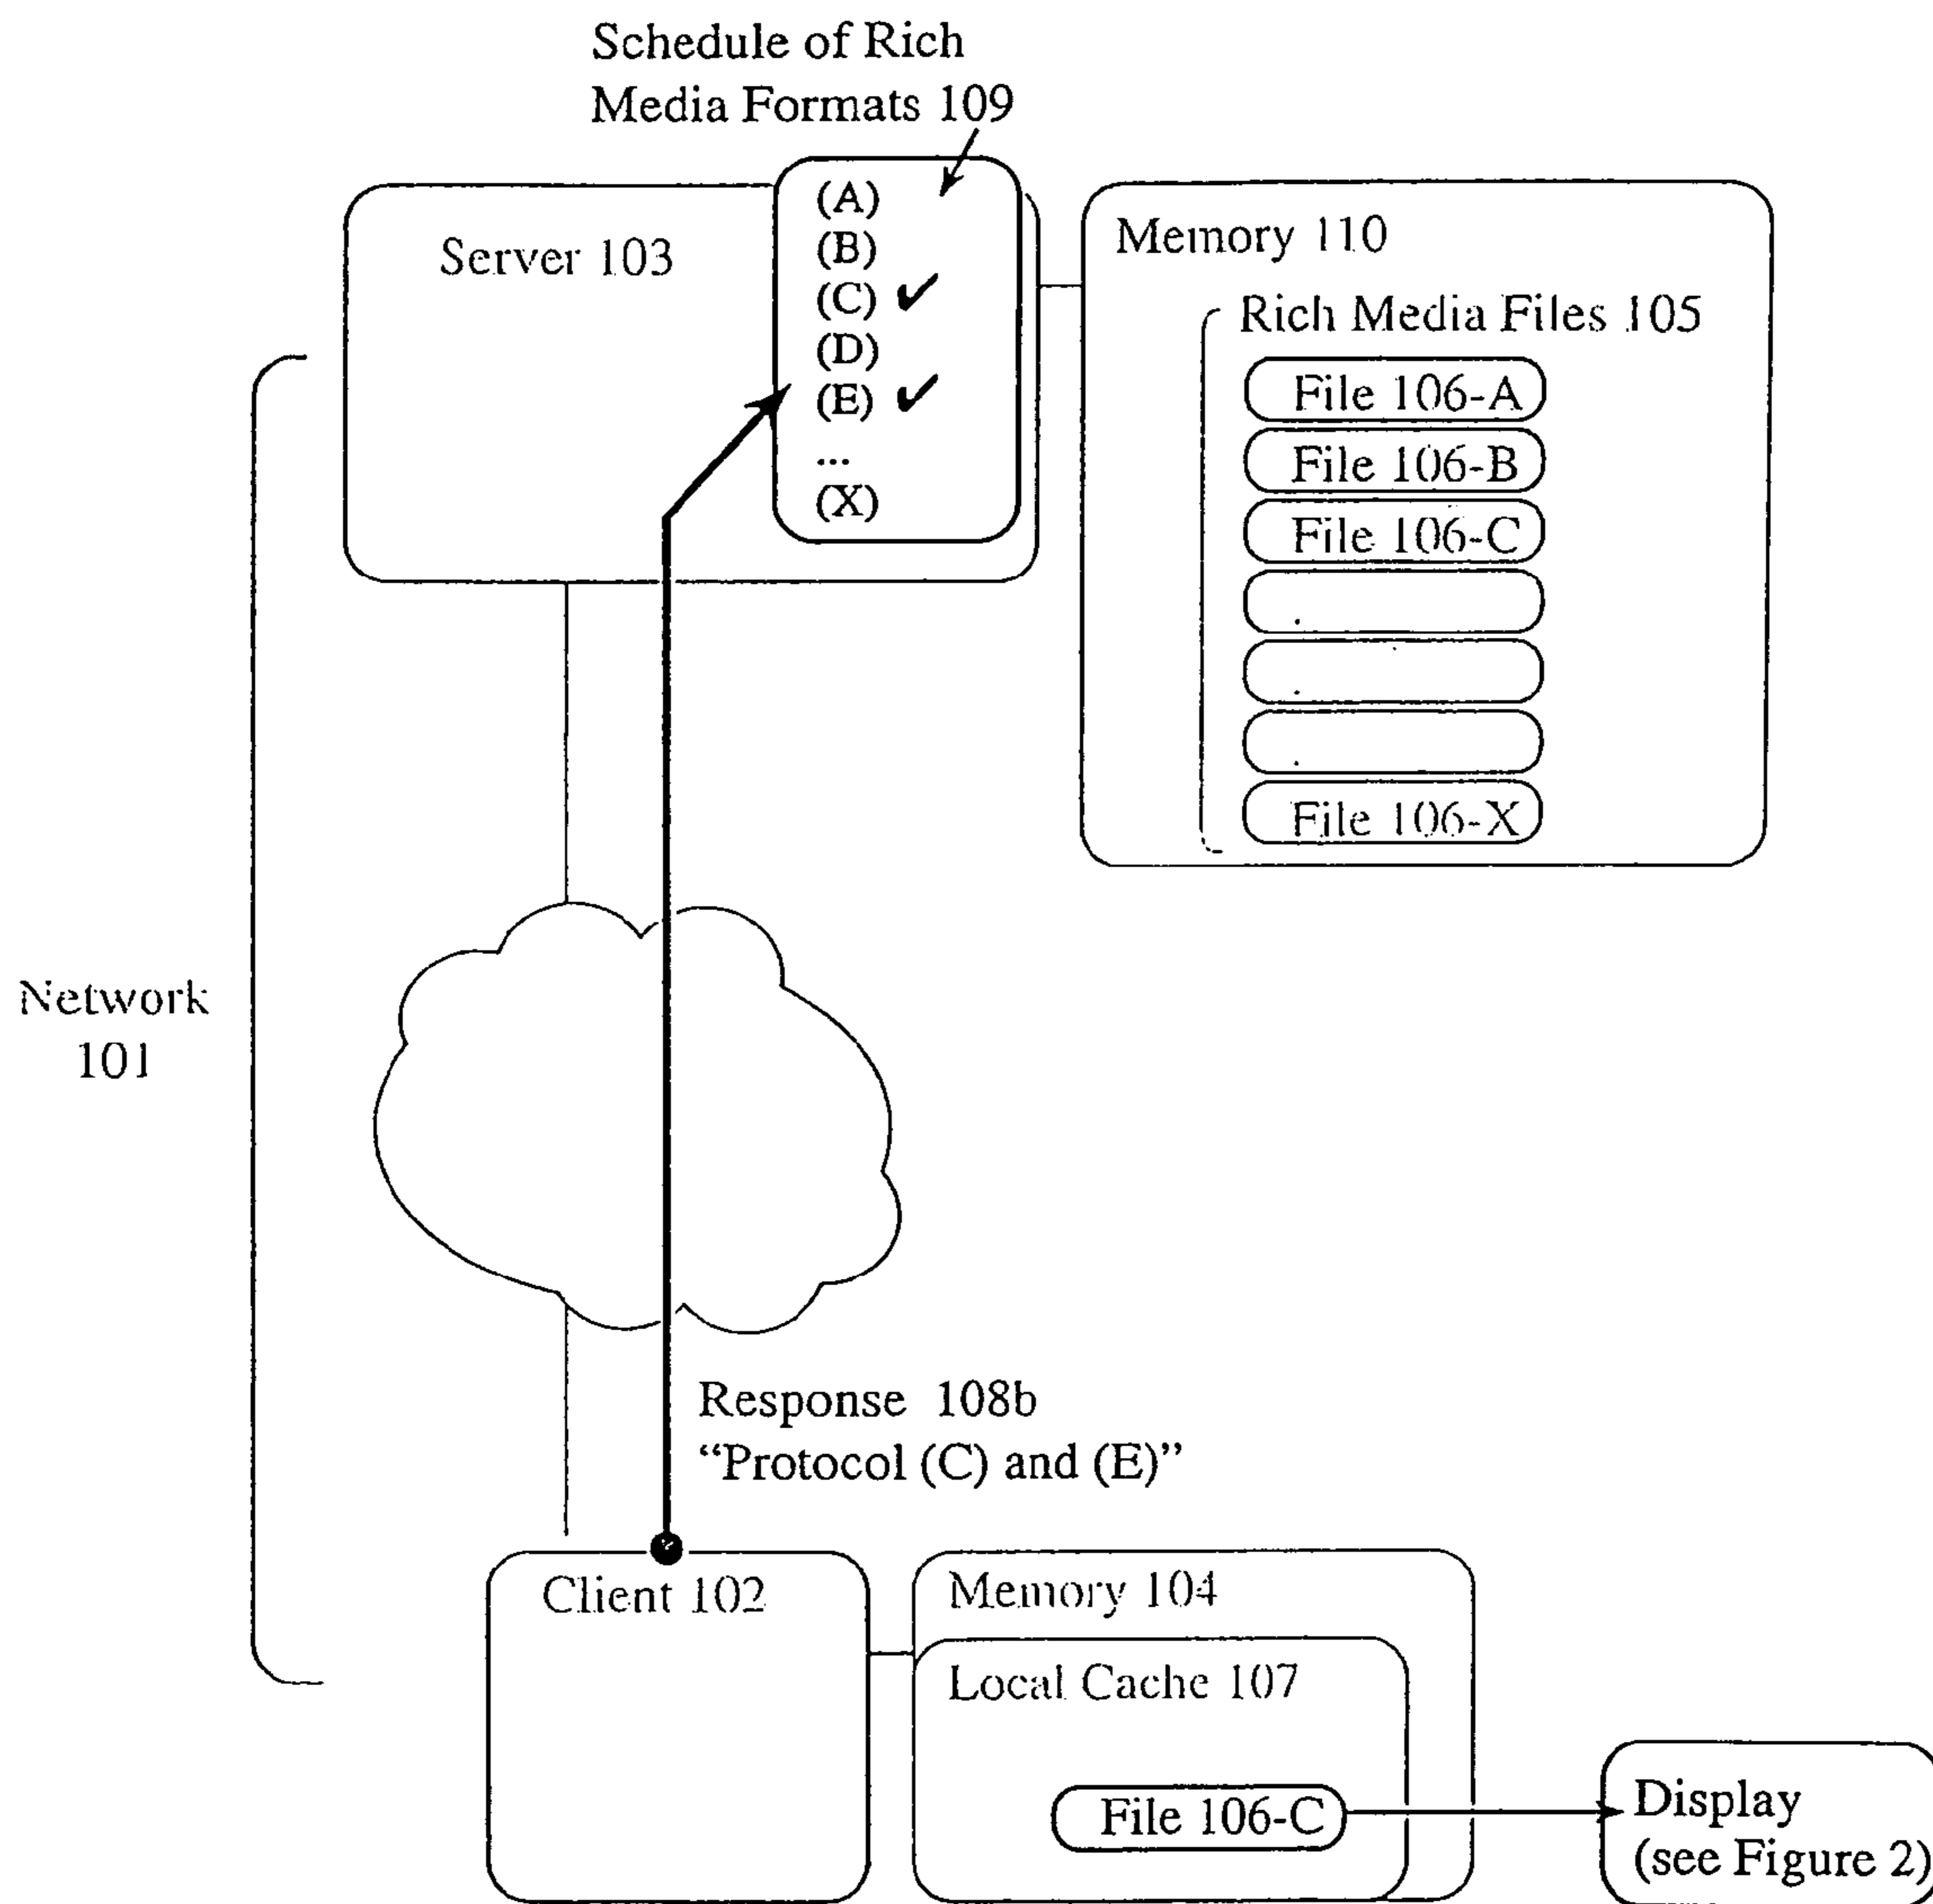 Schedule of Rich
Media Formats 109
(A)
(B)
(C) ✔
(D)
(E) ✔
...
(X)
Server 103
Memory 110
Rich Media Files 105
File 106-A
File 106-B
File 106-C
.
.
.
File 106-X
Network
101
Response 108b
“Protocol (C) and (E)”
Client 102
Memory 104
Local Cache 107
File 106-C
Display
(see Figure 2)